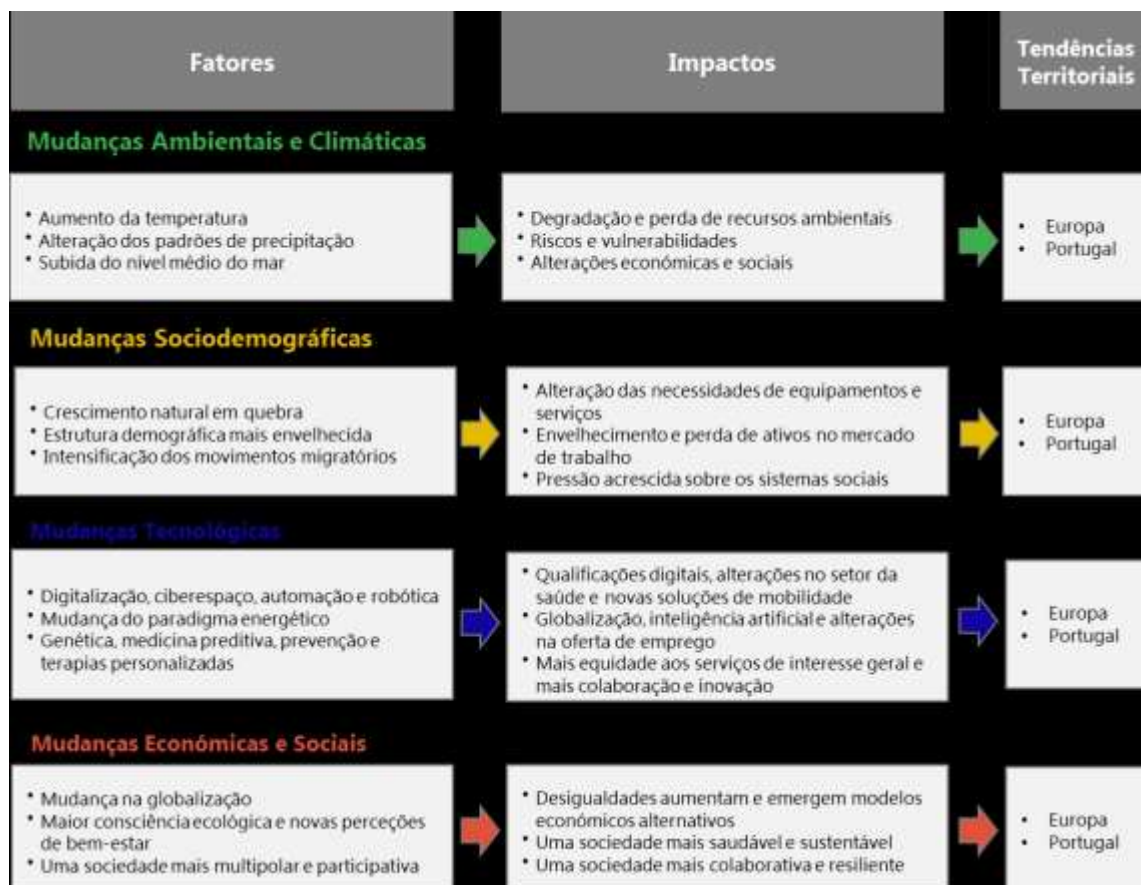 Fatores
Impactos
Tendências
Territoriais
Mudanças Ambientais e Climáticas
• Aumento da temperatura
• Alteração dos padrões de precipitação
• Subida do nível médio do mar
• Degradação e perda de recursos ambientais
• Riscos e vulnerabilidades
• Alterações económicas e sociais
• Europa
• Portugal
Mudanças Sociodemográficas
• Crescimento natural em quebra
• Estrutura demográfica mais envelhecida
• Intensificação dos movimentos migratórios
• Alteração das necessidades de equipamentos e
serviços
• Envelhecimento e perda de ativos no mercado
de trabalho
• Pressão acrescida sobre os sistemas sociais
• Europa
• Portugal
Mudanças Tecnológicas
• Digitalização, ciberespaço, automação e robótica
• Mudança do paradigma energético
• Genética, medicina preditiva, prevenção e
terapias personalizadas
• Qualificações digitais, alterações no setor da
saúde e novas soluções de mobilidade
• Globalização, inteligência artificial e alterações
na oferta de emprego
• Mais equidade aos serviços de interesse geral e
mais colaboração e inovação
• Europa
• Portugal
Mudanças Económicas e Sociais
• Mudança na globalização
• Maior consciência ecológica e novas perceções
de bem-estar
• Uma sociedade mais multipolar e participativa
• Desigualdades aumentam e emergem modelos
económicos alternativos
• Uma sociedade mais saudável e sustentável
• Uma sociedade mais colaborativa e resiliente
• Europa
• Portugal